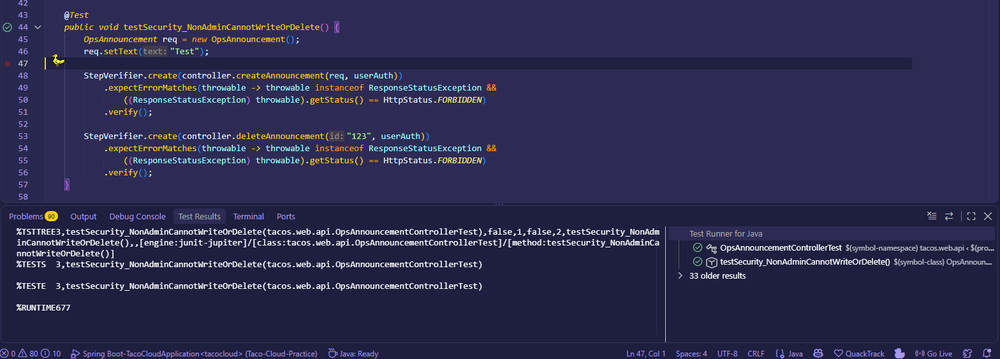 42
43 @Test
44 public void testSecurity_NonAdminCannotWriteOrDelete() {
45 OpsAnnouncement req = new OpsAnnouncement();
46 req.setText(text: "Test");
47
48 StepVerifier.create(controller.createAnnouncement(req, userAuth))
49 .expectErrorMatches(throwable -> throwable instanceof ResponseStatusException &&
50 ((ResponseStatusException) throwable).getStatus() == HttpStatus.FORBIDDEN)
51 .verify();
52
53 StepVerifier.create(controller.deleteAnnouncement(id: "123", userAuth))
54 .expectErrorMatches(throwable -> throwable instanceof ResponseStatusException &&
55 ((ResponseStatusException) throwable).getStatus() == HttpStatus.FORBIDDEN)
56 .verify();
57 }
58
Problems 90 Output Debug Console Test Results Terminal Ports
%TSTTREE3,testSecurity_NonAdminCannotWriteOrDelete(tacos.web.api.OpsAnnouncementControllerTest),false,1,false,2,testSecurity_NonAdm
inCannotWriteOrDelete(),,[engine:junit-jupiter]/[class:tacos.web.api.OpsAnnouncementControllerTest]/[method:testSecurity_NonAdminCa
nnotWriteOrDelete()]
%TESTS 3,testSecurity_NonAdminCannotWriteOrDelete(tacos.web.api.OpsAnnouncementControllerTest)
%TESTE 3,testSecurity_NonAdminCannotWriteOrDelete(tacos.web.api.OpsAnnouncementControllerTest)
%RUNTIME677
Test Runner for Java
OpsAnnouncementControllerTest $(symbol-namespace) tacos.web.api < $(pro...
testSecurity_NonAdminCannotWriteOrDelete() $(symbol-class) OpsAnnoun...
33 older results
0 80 10 Spring Boot-TacoCloudApplication<tacocloud> (Taco-Cloud-Practice) Java: Ready Ln 47, Col 1 Spaces: 4 UTF-8 CRLF {} Java QuackTrack Go Live